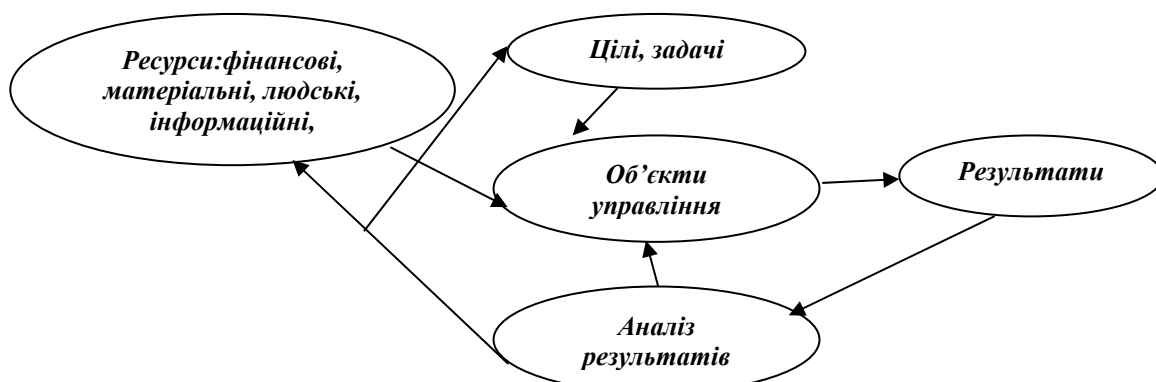 Ресурси:фінансові,
матеріальні, людські,
інформаційні,
Цілі, задачі
Об’єкти
управління
Результати
Аналіз
результатів